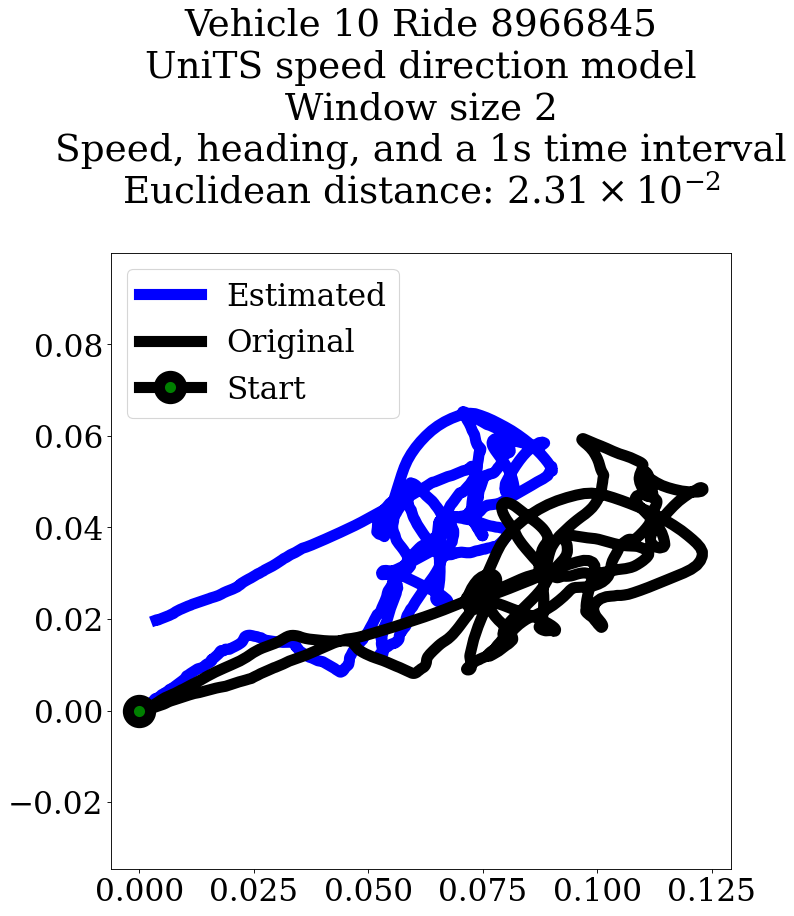 Vehicle 10 Ride 8966845
UniTS speed direction model
Window size 2
Speed, heading, and a 1s time interval
Euclidean distance: 2.31 × 10⁻²
Estimated
Original
Start
0.08
0.06
0.04
0.02
0.00
−0.02
0.000 0.025 0.050 0.075 0.100 0.125